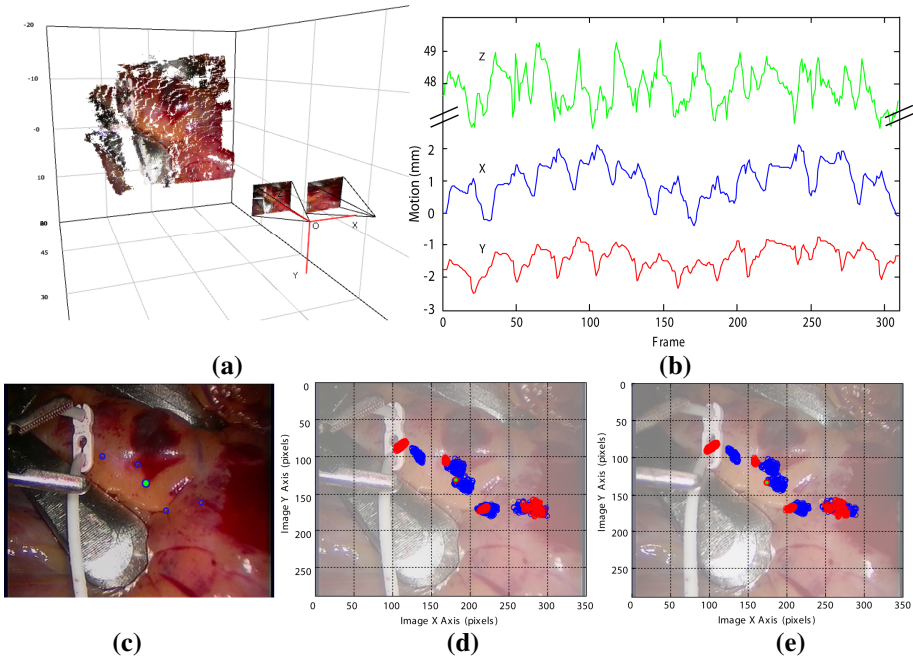 -20
-10
-0
10
80
45
30
O
X
Y
(a)
49
48
2
1
0
-1
-2
-3
Z
X
Y
Motion (mm)
0 50 100 150 200 250 300
Frame
(b)
(c)
0
50
100
150
200
250
Image Y Axis (pixels)
0 50 100 150 200 250 300 350
Image X Axis (pixels)
(d)
0
50
100
150
200
250
Image Y Axis (pixels)
0 50 100 150 200 250 300 350
Image X Axis (pixels)
(e)